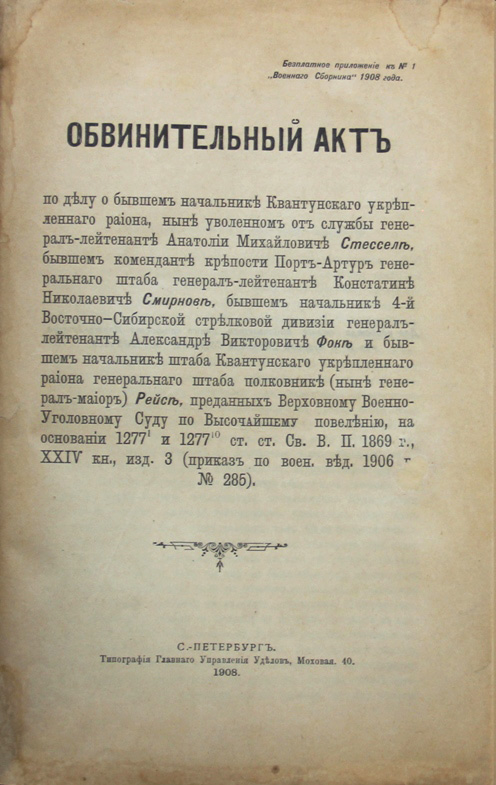 Безплатное приложеніе къ № 1
„Военнаго Сборника“ 1908 года.
ОБВИНИТЕЛЬНЫЙ АКТЪ
по дѣлу о бывшемъ начальникѣ Квантунскаго укрѣп-
леннаго раіона, нынѣ уволенномъ отъ службы гене-
ралъ-лейтенантѣ Анатоліи Михайловичѣ Стесселѣ,
бывшемъ комендантѣ крѣпости Портъ-Артуръ гене-
ральнаго штаба генералъ-лейтенантѣ Констатинѣ
Николаевичѣ Смирновѣ, бывшемъ начальникѣ 4-й
Восточно-Сибирской стрѣлковой дивизіи генералъ-
лейтенантѣ Александрѣ Викторовичѣ Фокѣ и быв-
шемъ начальникѣ штаба Квантунскаго укрѣпленнаго
раіона генеральнаго штаба полковникѣ (нынѣ гене-
ралъ-маіоръ) Рейсѣ, преданныхъ Верховному Военно-
Уголовному Суду по Высочайшему повелѣнію, на
основаніи 1277¹ и 1277¹⁰ ст. ст. Св. В. П. 1869 г.,
XXIV кн., изд. 3 (приказъ по воен. вѣд. 1906 г.
№ 285).
С.-ПЕТЕРБУРГЪ.
Типографія Главнаго Управленія Удѣловъ, Моховая, 40.
1908.